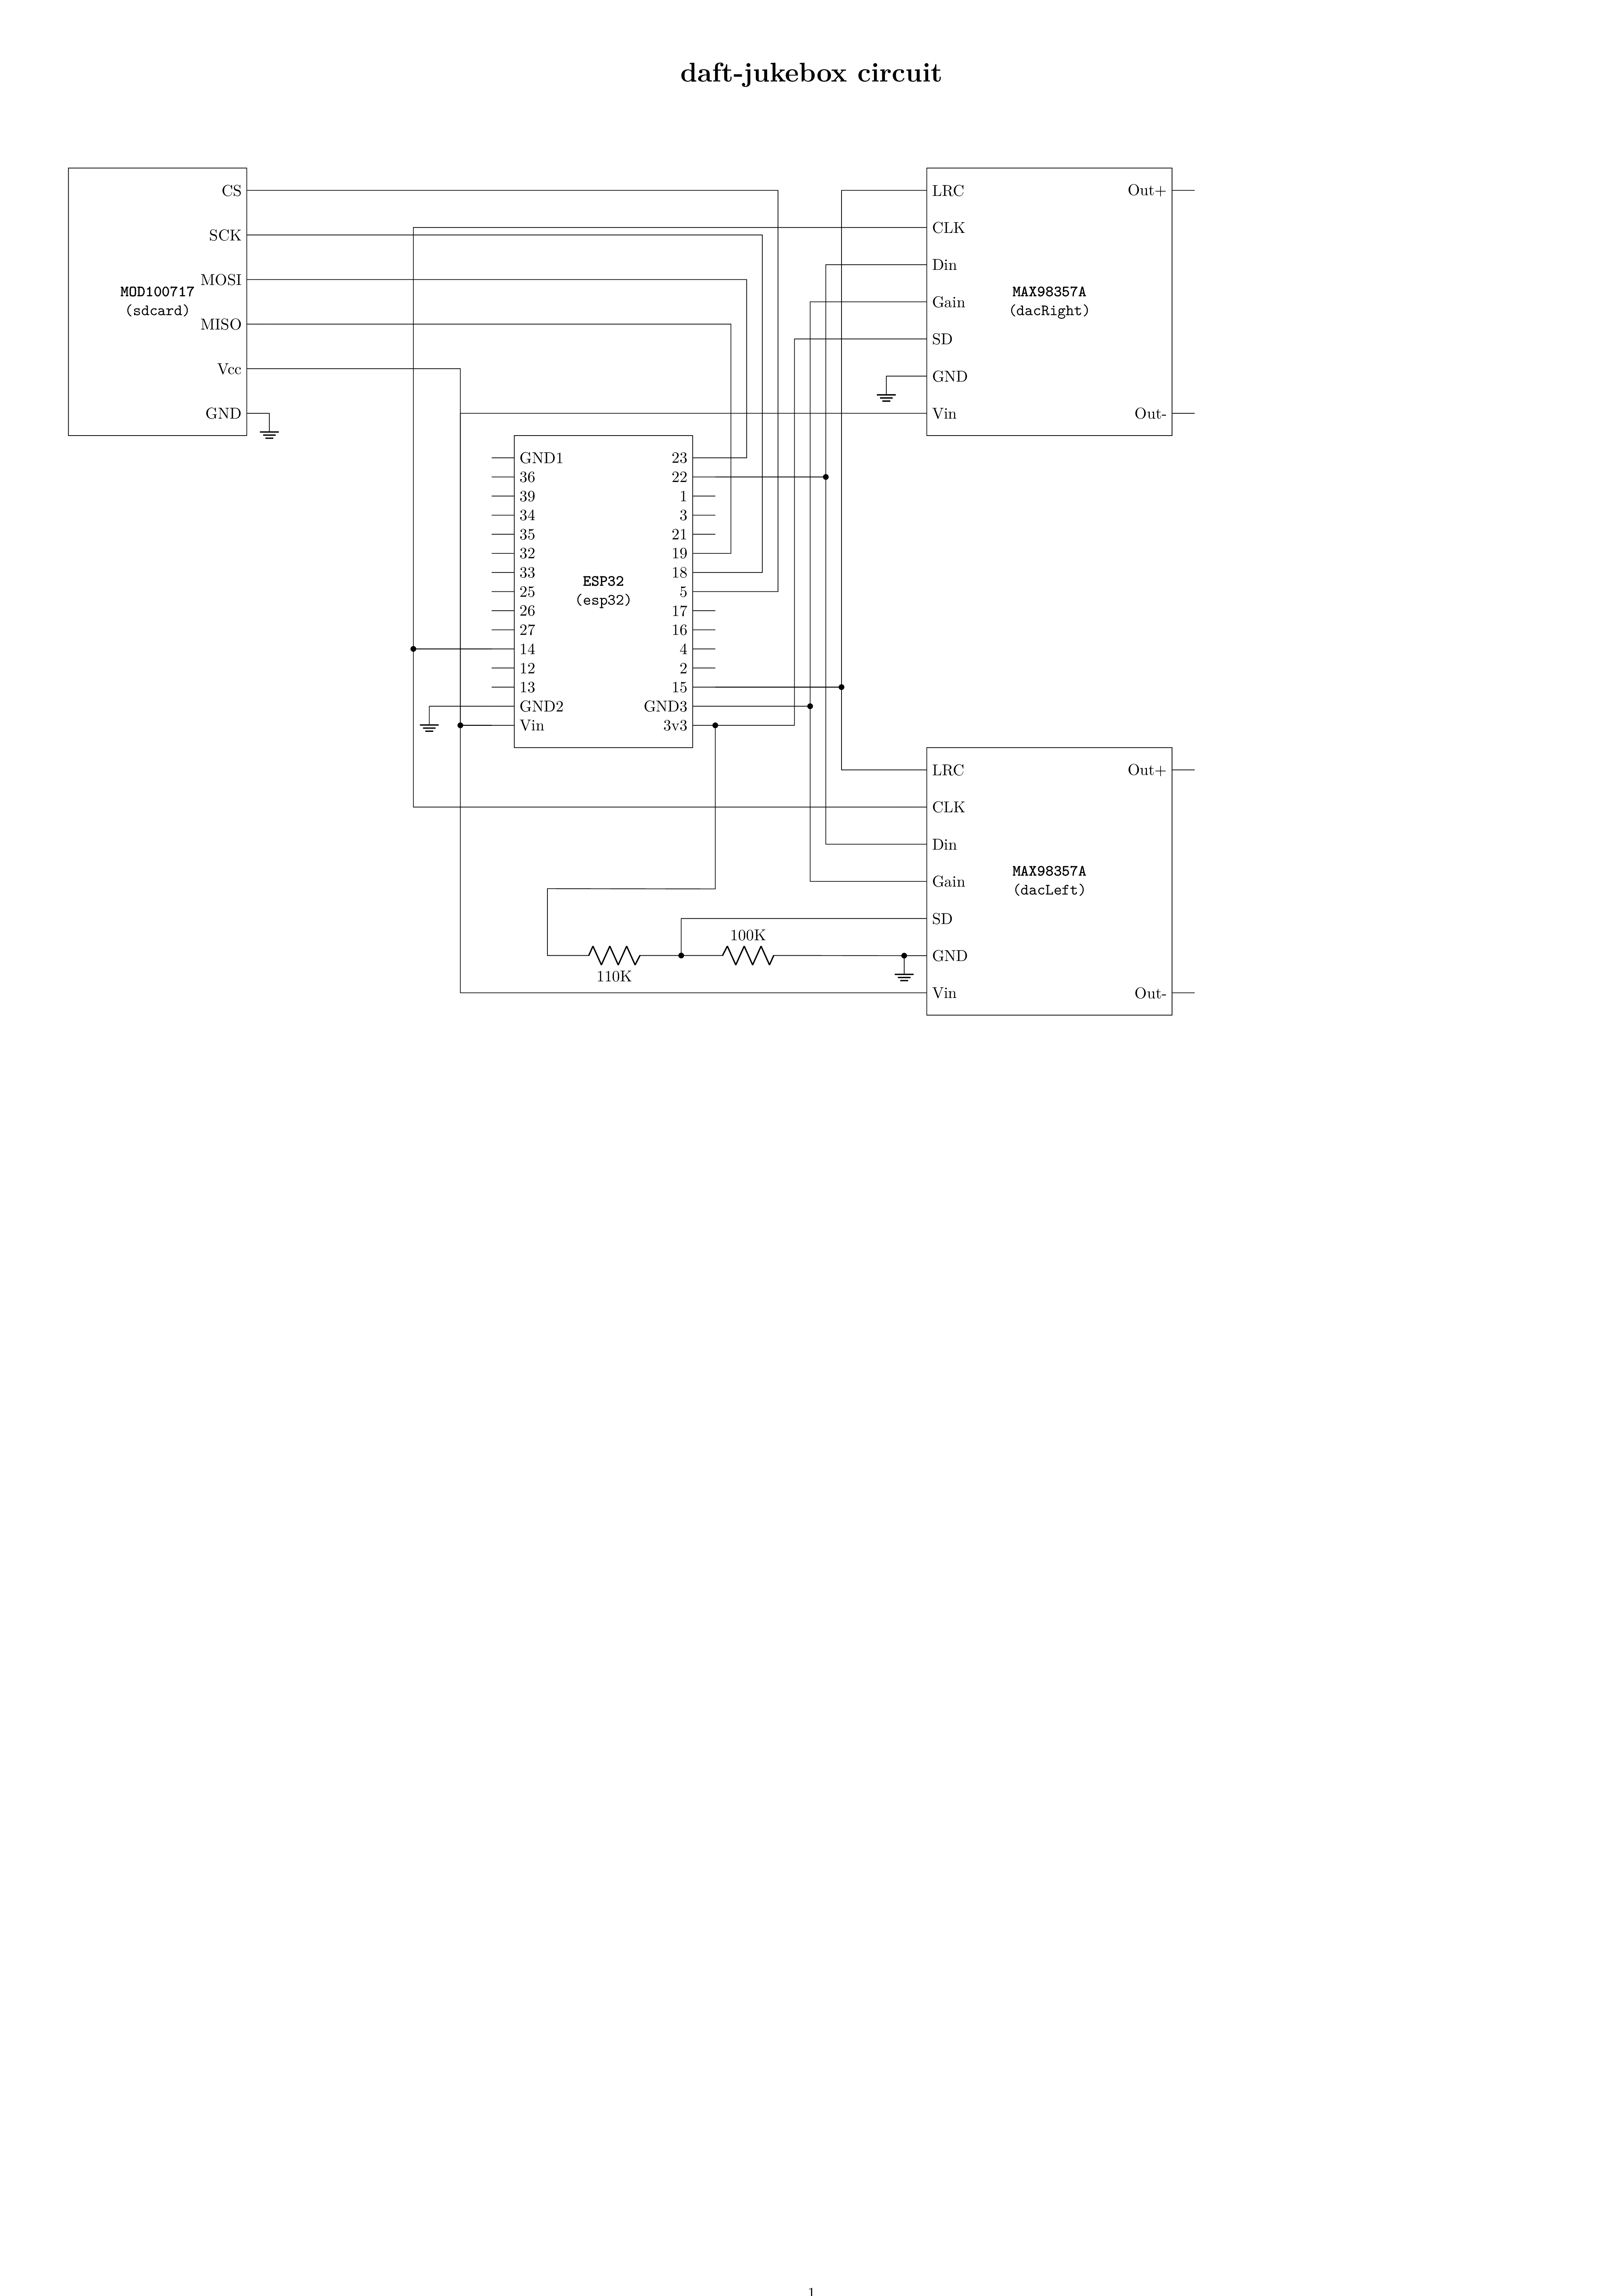 daft-jukebox circuit
CS
SCK
MOSI
MISO
Vcc
GND
MOD100717
(sdcard)
LRC
CLK
Din
Gain
SD
GND
Vin
Out+
Out-
MAX98357A
(dacRight)
GND1
36
39
34
35
32
33
25
26
27
14
12
13
GND2
Vin
ESP32
(esp32)
23
22
1
3
21
19
18
5
17
16
4
2
15
GND3
3v3
LRC
CLK
Din
Gain
SD
GND
Vin
Out+
Out-
MAX98357A
(dacLeft)
100K
110K
1